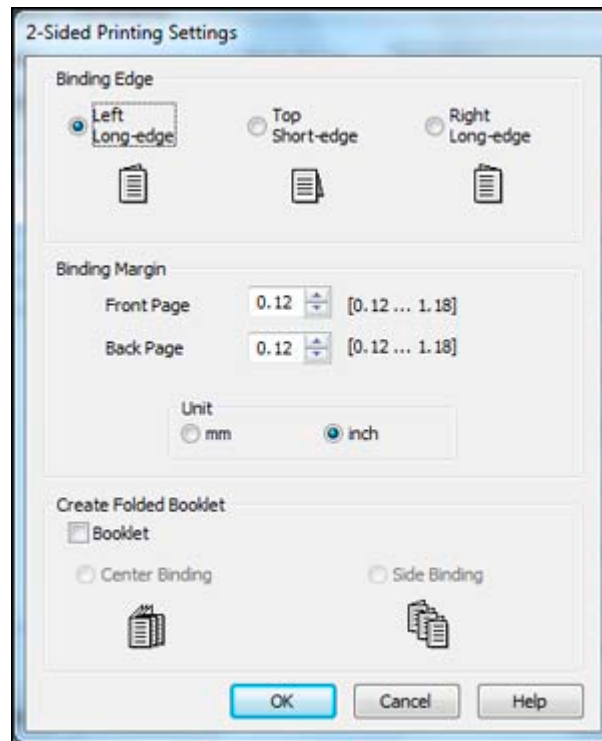 2-Sided Printing Settings
Binding Edge
Left
Long-edge
Top
Short-edge
Right
Long-edge
Binding Margin
Front Page 0.12 [0.12 ... 1.18]
Back Page 0.12 [0.12 ... 1.18]
Unit
mm inch
Create Folded Booklet
Booklet
Center Binding Side Binding
OK Cancel Help